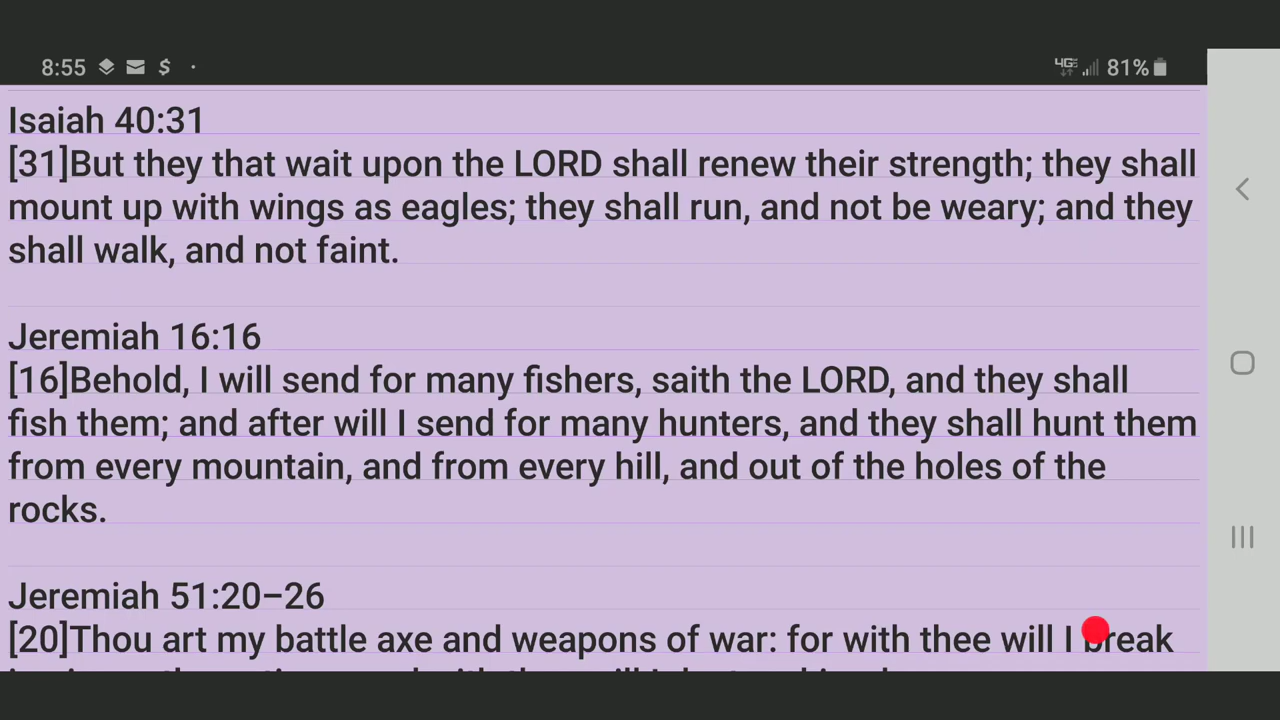 8:55 $ 4GE 81%
Isaiah 40:31
[31]But they that wait upon the LORD shall renew their strength; they shall
mount up with wings as eagles; they shall run, and not be weary; and they
shall walk, and not faint.
Jeremiah 16:16
[16]Behold, I will send for many fishers, saith the LORD, and they shall
fish them; and after will I send for many hunters, and they shall hunt them
from every mountain, and from every hill, and out of the holes of the
rocks.
Jeremiah 51:20–26
[20]Thou art my battle axe and weapons of war: for with thee will I break